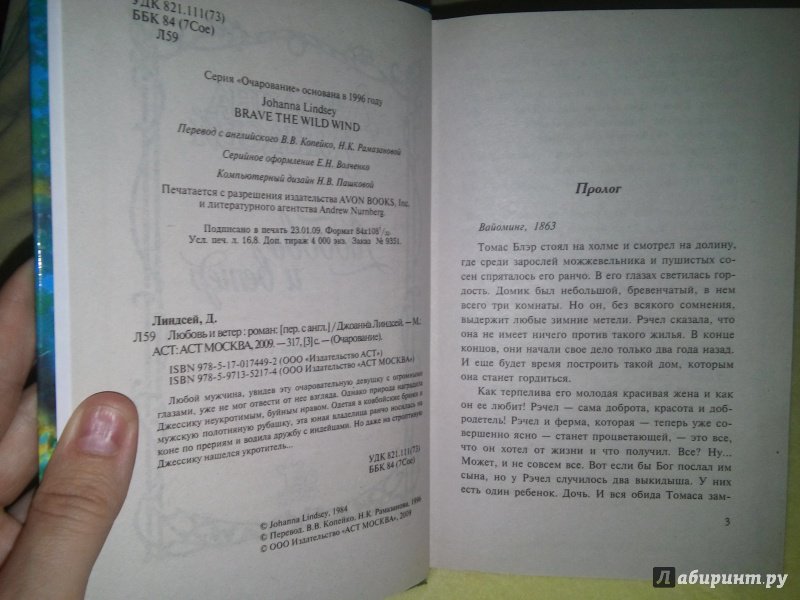 УДК 821.111(73)
ББК 84 (7Сое)
Л59
Серия «Очарование» основана в 1996 году
Johanna Lindsey
BRAVE THE WILD WIND
Перевод с английского В.В. Копейко, Н.К. Рамазановой
Серийное оформление Е.Н. Волченко
Компьютерный дизайн Н.В. Пашковой
Печатается с разрешения издательства AVON BOOKS, Inc.
и литературного агентства Andrew Nurnberg.
Подписано в печать 23.01.09. Формат 84х108 1/32.
Усл. печ. л. 16,8. Доп. тираж 4 000 экз. Заказ № 9351.
Линдсей, Д.
Л59 Любовь и ветер : роман: [пер. с англ.] / Джоанна Линдсей. – М.:
АСТ: АСТ МОСКВА, 2009. – 317, [3] с. – (Очарование).
ISBN 978-5-17-017449-2 (ООО «Издательство АСТ»)
ISBN 978-5-9713-5217-4 (ООО Издательство «АСТ МОСКВА»)
Любой мужчина, увидев эту очаровательную девушку с огромными
глазами, уже не мог отвести от нее взгляда. Однако природа наградила
Джессику неукротимым, буйным нравом. Одетая в ковбойские брюки и
мужскую полотняную рубашку, эта юная владелица ранчо носилась на
коне по прериям и водила дружбу с индейцами. Но даже на строптивую
Джессику нашелся укротитель...
УДК 821.111(73)
ББК 84 (7Сое)
© Johanna Lindsey, 1984
© Перевод. В.В. Копейко, Н.К. Рамазанова, 1996
© ООО Издательство «АСТ МОСКВА», 2009
Пролог
Вайоминг, 1863
Томас Блэр стоял на холме и смотрел на долину,
где среди зарослей можжевельника и пушистых со-
сен спряталось его ранчо. В его глазах светилась гор-
дость. Домик был небольшой, бревенчатый, в нем
всего три комнаты. Но он, без всякого сомнения,
выдержит любые зимние метели. Рэчел сказала, что
она не имеет ничего против такого жилья. В конце
концов, они начали свое дело только два года назад.
И еще будет время построить такой дом, которым
она станет гордиться.
Как терпелива его молодая красивая жена и как
он ее любит! Рэчел — сама доброта, красота и добро-
детель! Рэчел и ферма, которая — теперь уже
совершенно ясно — станет процветающей, — это все,
что он хотел от жизни и что получил. Все? Ну...
Может, и не совсем все. Вот если бы Бог послал им
сына, но у Рэчел случилось два выкидыша. У них
есть один ребенок. Дочь. И вся обида Томаса зам-
3
Лабиринт.ру